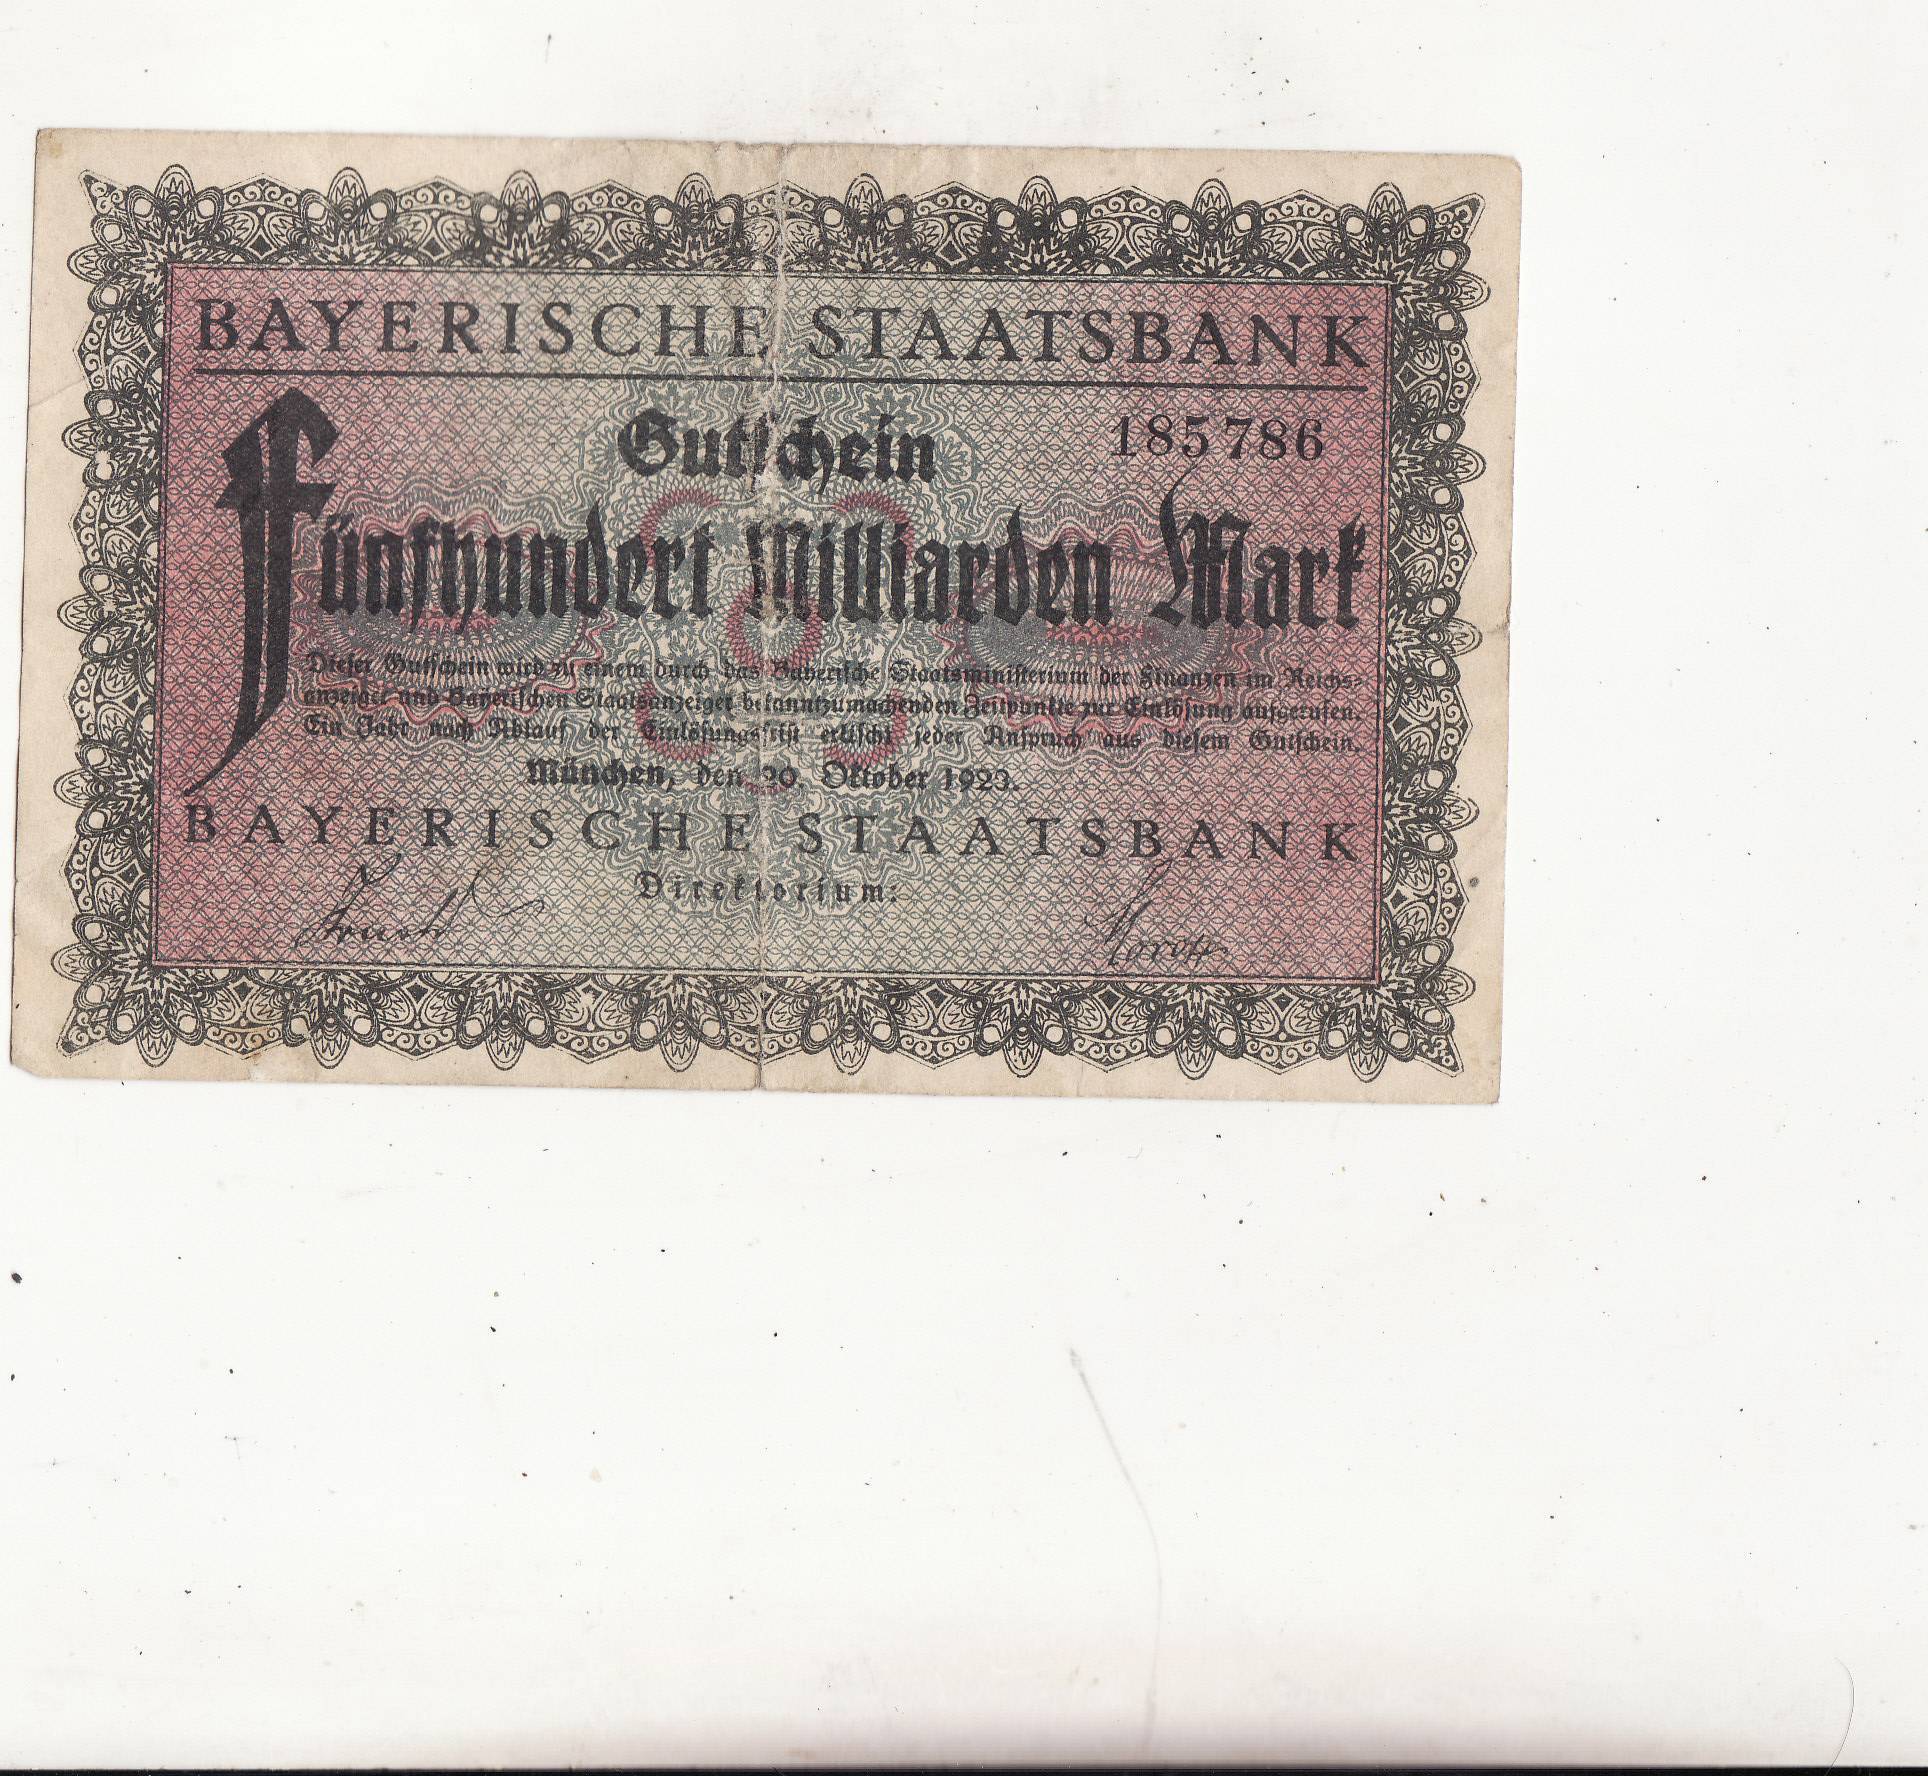 BAYERISCHE STAATSBANK
Gutschein
185786
Fünfhundert Milliarden Mark
Dieser Gutschein wird zu einem durch das Bayerische Staatsministerium der Finanzen im Reichs-
anzeiger und Bayerischen Staatsanzeiger bekanntzumachenden Zeitpunkte zur Einlösung aufgerufen.
Ein Jahr nach Ablauf der Einlösungsfrist erlischt jeder Anspruch aus diesem Gutschein.
München, den 20. Oktober 1923.
BAYERISCHE STAATSBANK
Direktorium: